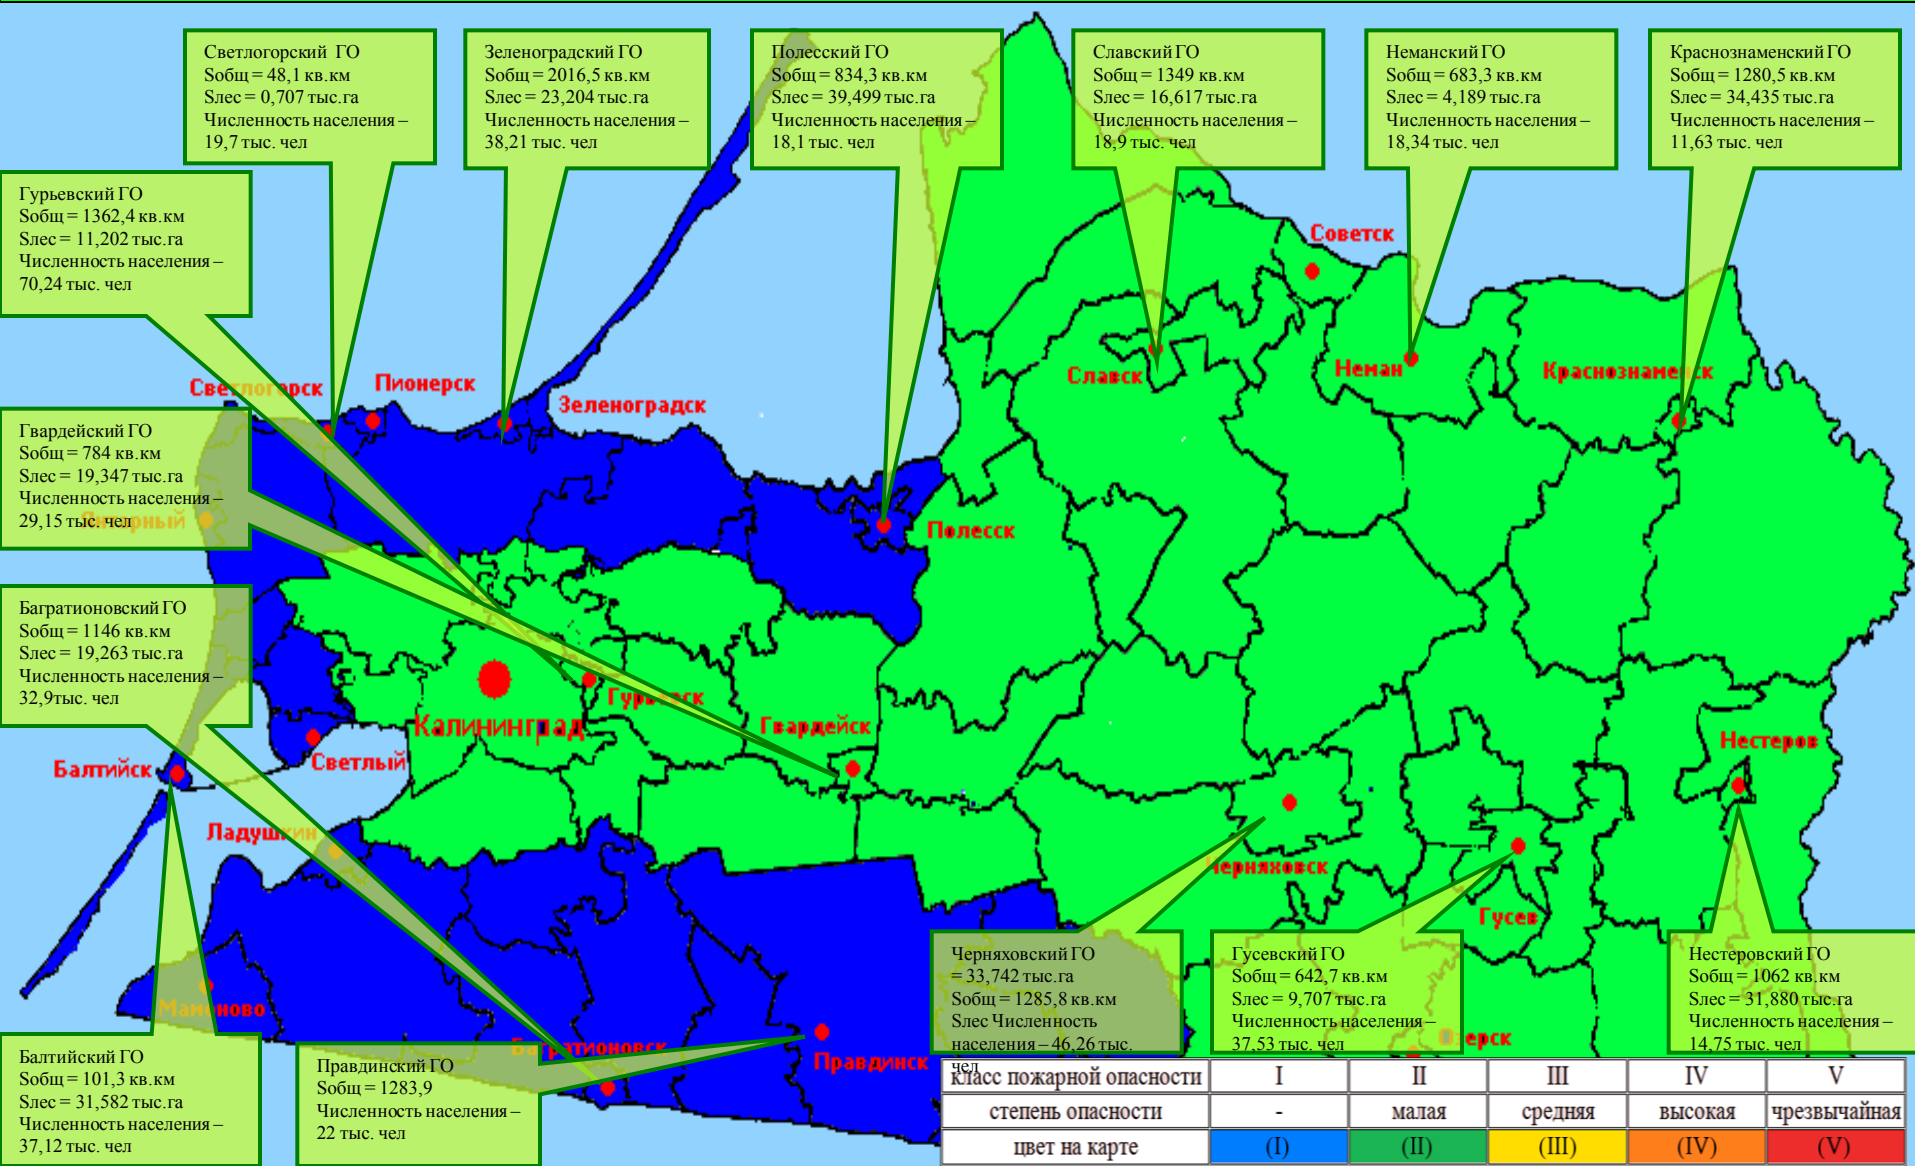 Светлогорский ГО
Sобщ = 48,1 кв.км
Sлес = 0,707 тыс.га
Численность населения –
19,7 тыс. чел
Зеленоградский ГО
Sобщ = 2016,5 кв.км
Sлес = 23,204 тыс.га
Численность населения –
38,21 тыс. чел
Полесский ГО
Sобщ = 834,3 кв.км
Sлес = 39,499 тыс.га
Численность населения –
18,1 тыс. чел
Славский ГО
Sобщ = 1349 кв.км
Sлес = 16,617 тыс.га
Численность населения –
18,9 тыс. чел
Неманский ГО
Sобщ = 683,3 кв.км
Sлес = 4,189 тыс.га
Численность населения –
18,34 тыс. чел
Краснознаменский ГО
Sобщ = 1280,5 кв.км
Sлес = 34,435 тыс.га
Численность населения –
11,63 тыс. чел
Гурьевский ГО
Sобщ = 1362,4 кв.км
Sлес = 11,202 тыс.га
Численность населения –
70,24 тыс. чел
Советск
Светлогорск
Пионерск
Зеленоградск
Славск
Неман
Краснознаменск
Гвардейский ГО
Sобщ = 784 кв.км
Sлес = 19,347 тыс.га
Численность населения –
29,15 тыс. чел
Янтарный
Полесск
Багратионовский ГО
Sобщ = 1146 кв.км
Sлес = 19,263 тыс.га
Численность населения –
32,9тыс. чел
Гурьевск
Калининград
Гвардейск
Нестеров
Балтийск
Светлый
Ладушкин
Черняховск
Гусев
Мамоново
Багратионовск
Правдинск
Озерск
Черняховский ГО
= 33,742 тыс.га
Sобщ = 1285,8 кв.км
Sлес Численность
населения – 46,26 тыс.
чел
Гусевский ГО
Sобщ = 642,7 кв.км
Sлес = 9,707 тыс.га
Численность населения –
37,53 тыс. чел
Нестеровский ГО
Sобщ = 1062 кв.км
Sлес = 31,880 тыс.га
Численность населения –
14,75 тыс. чел
Балтийский ГО
Sобщ = 101,3 кв.км
Sлес = 31,582 тыс.га
Численность населения –
37,12 тыс. чел
Правдинский ГО
Sобщ = 1283,9
Численность населения –
22 тыс. чел
класс пожарной опасности I II III IV V
степень опасности - малая средняя высокая чрезвычайная
цвет на карте (I) (II) (III) (IV) (V)